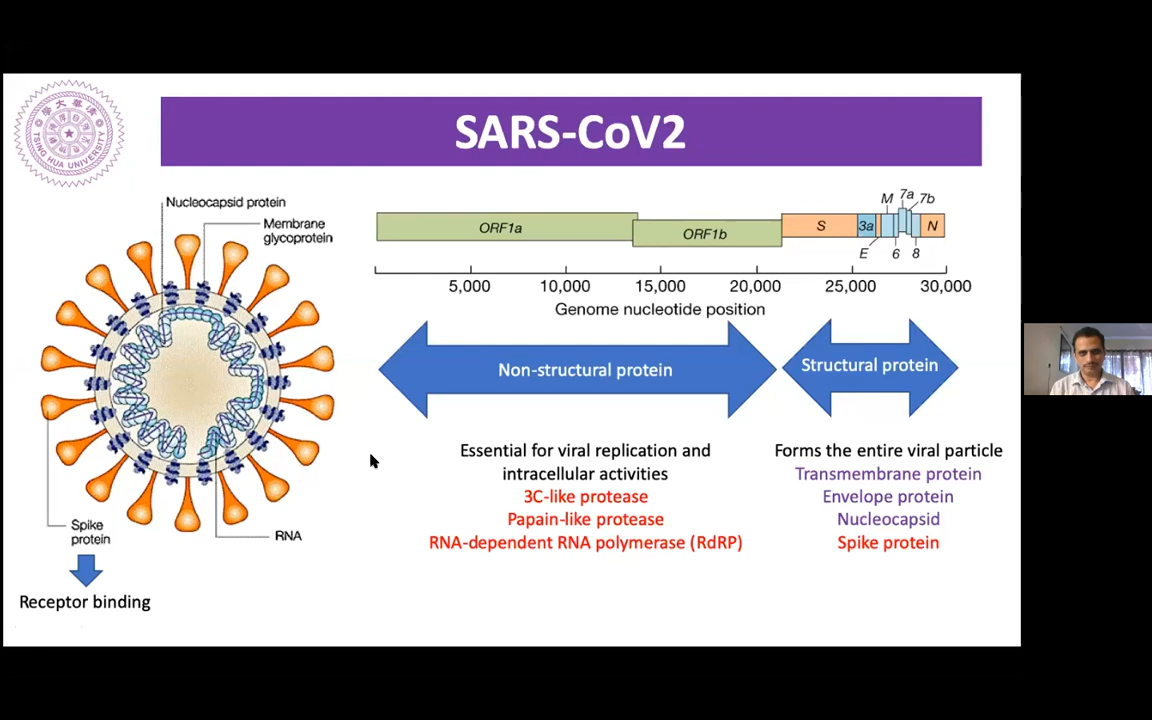 TSING HUA UNIVERSITY
SARS-CoV2
Nucleocapsid protein
Membrane
glycoprotein
Spike
protein
RNA
Receptor binding
ORF1a
ORF1b
S
3a
E
M
6
7a
7b
8
N
5,000
10,000
15,000
20,000
25,000
30,000
Genome nucleotide position
Non-structural protein
Structural protein
Essential for viral replication and
intracellular activities
3C-like protease
Papain-like protease
RNA-dependent RNA polymerase (RdRP)
Forms the entire viral particle
Transmembrane protein
Envelope protein
Nucleocapsid
Spike protein